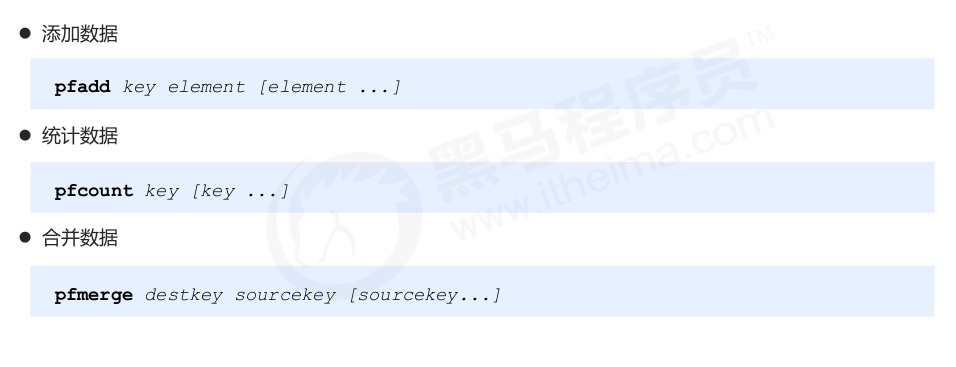 ● 添加数据
pfadd key element [element ...]
● 统计数据
pfcount key [key ...]
● 合并数据
pfmerge destkey sourcekey [sourcekey...]
黑马程序员™
www.itheima.com